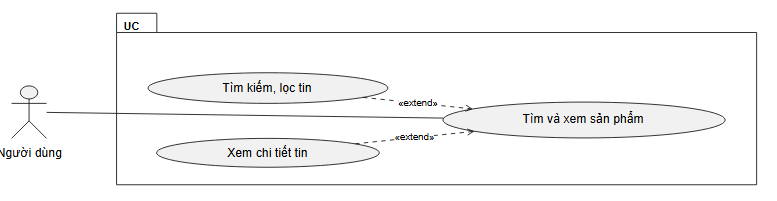 UC
Tìm kiếm, lọc tin
«extend»
Tìm và xem sản phẩm
«extend»
Xem chi tiết tin
Người dùng